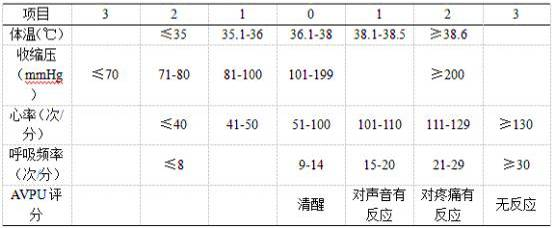 项目 3 2 1 0 1 2 3
体温(℃) ≤35 35.1-36 36.1-38 38.1-38.5 ≥38.6
收缩压
（mmHg ≤70 71-80 81-100 101-199 ≥200
）
心率（次/ ≤40 41-50 51-100 101-110 111-129 ≥130
分）
呼吸频率 ≤8 9-14 15-20 21-29 ≥30
（次/分）
AVPU 评 清醒 对声音有 对疼痛有 无反应
分 反应 反应